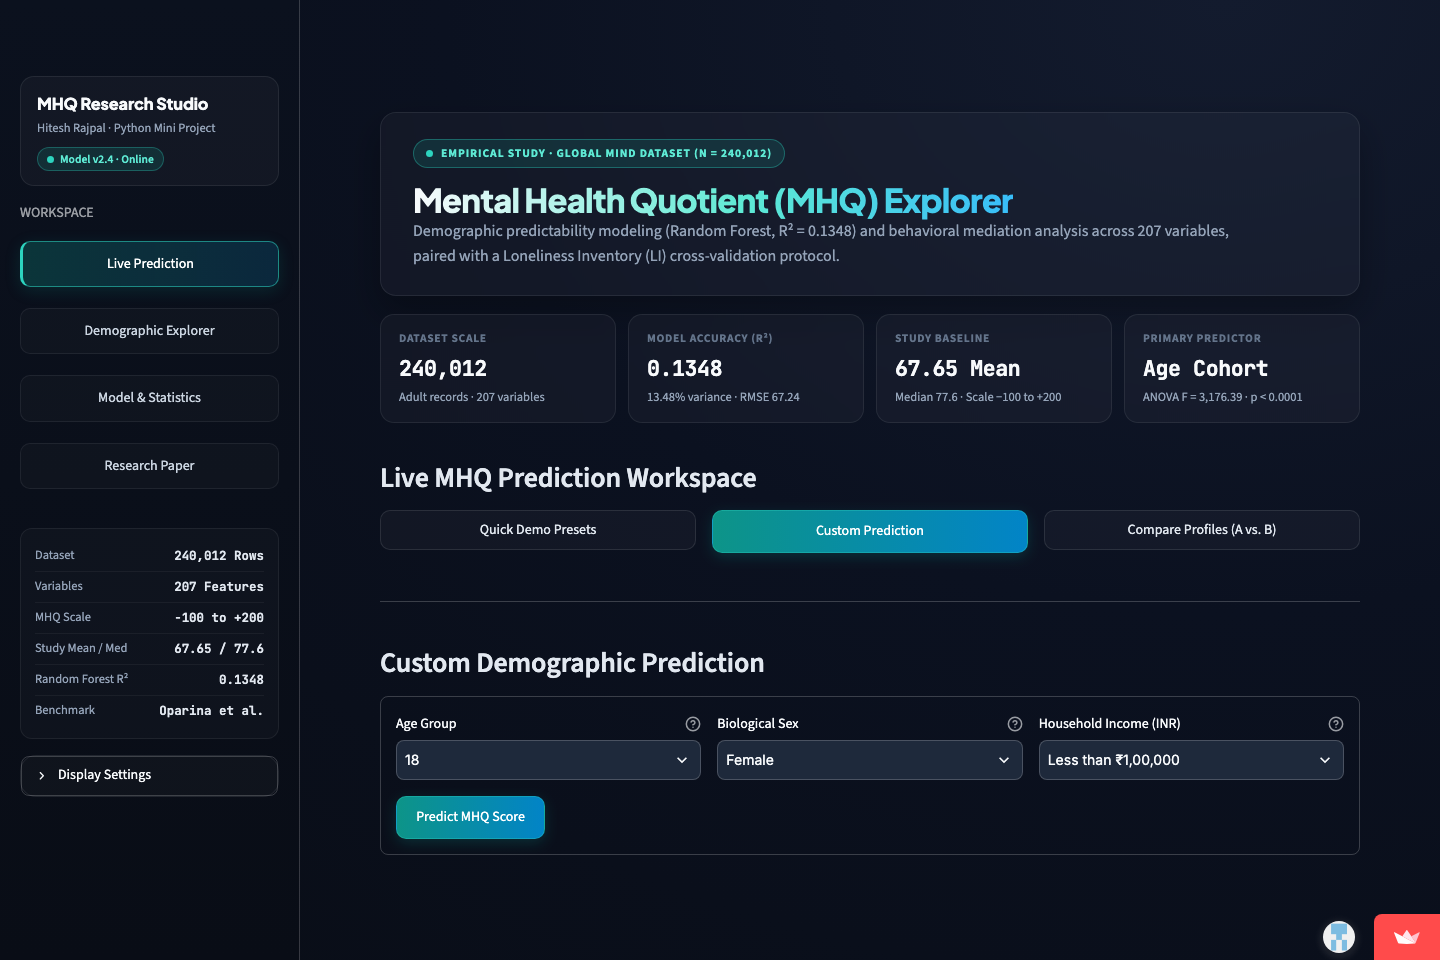 MHQ Research Studio
Hitesh Rajpal · Python Mini Project
Model v2.4 · Online
WORKSPACE
Live Prediction
Demographic Explorer
Model & Statistics
Research Paper
Dataset 240,012 Rows
Variables 207 Features
MHQ Scale -100 to +200
Study Mean / Med 67.65 / 77.6
Random Forest R² 0.1348
Benchmark Oparina et al.
Display Settings
EMPIRICAL STUDY · GLOBAL MIND DATASET (N = 240,012)
Mental Health Quotient (MHQ) Explorer
Demographic predictability modeling (Random Forest, R² = 0.1348) and behavioral mediation analysis across 207 variables,
paired with a Loneliness Inventory (LI) cross-validation protocol.
DATASET SCALE
240,012
Adult records · 207 variables
MODEL ACCURACY (R²)
0.1348
13.48% variance · RMSE 67.24
STUDY BASELINE
67.65 Mean
Median 77.6 · Scale −100 to +200
PRIMARY PREDICTOR
Age Cohort
ANOVA F = 3,176.39 · p < 0.0001
Live MHQ Prediction Workspace
Quick Demo Presets
Custom Prediction
Compare Profiles (A vs. B)
Custom Demographic Prediction
Age Group
18
Biological Sex
Female
Household Income (INR)
Less than ₹1,00,000
Predict MHQ Score